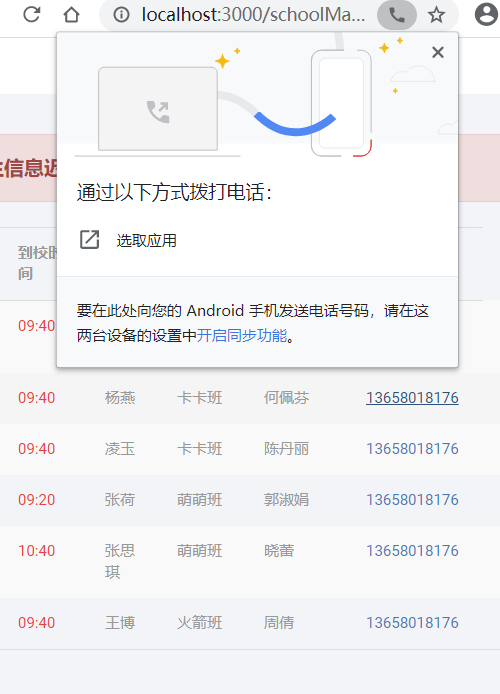 localhost:3000/schoolMa...
通过以下方式拨打电话：
选取应用
要在此处向您的 Android 手机发送电话号码，请在这
两台设备的设置中开启同步功能。
生信息迟
到校时
间
09:40
09:40 杨燕 卡卡班 何佩芬 13658018176
09:40 凌玉 卡卡班 陈丹丽 13658018176
09:20 张荷 萌萌班 郭淑娟 13658018176
10:40 张思 萌萌班 晓蕾 13658018176
琪
09:40 王博 火箭班 周倩 13658018176